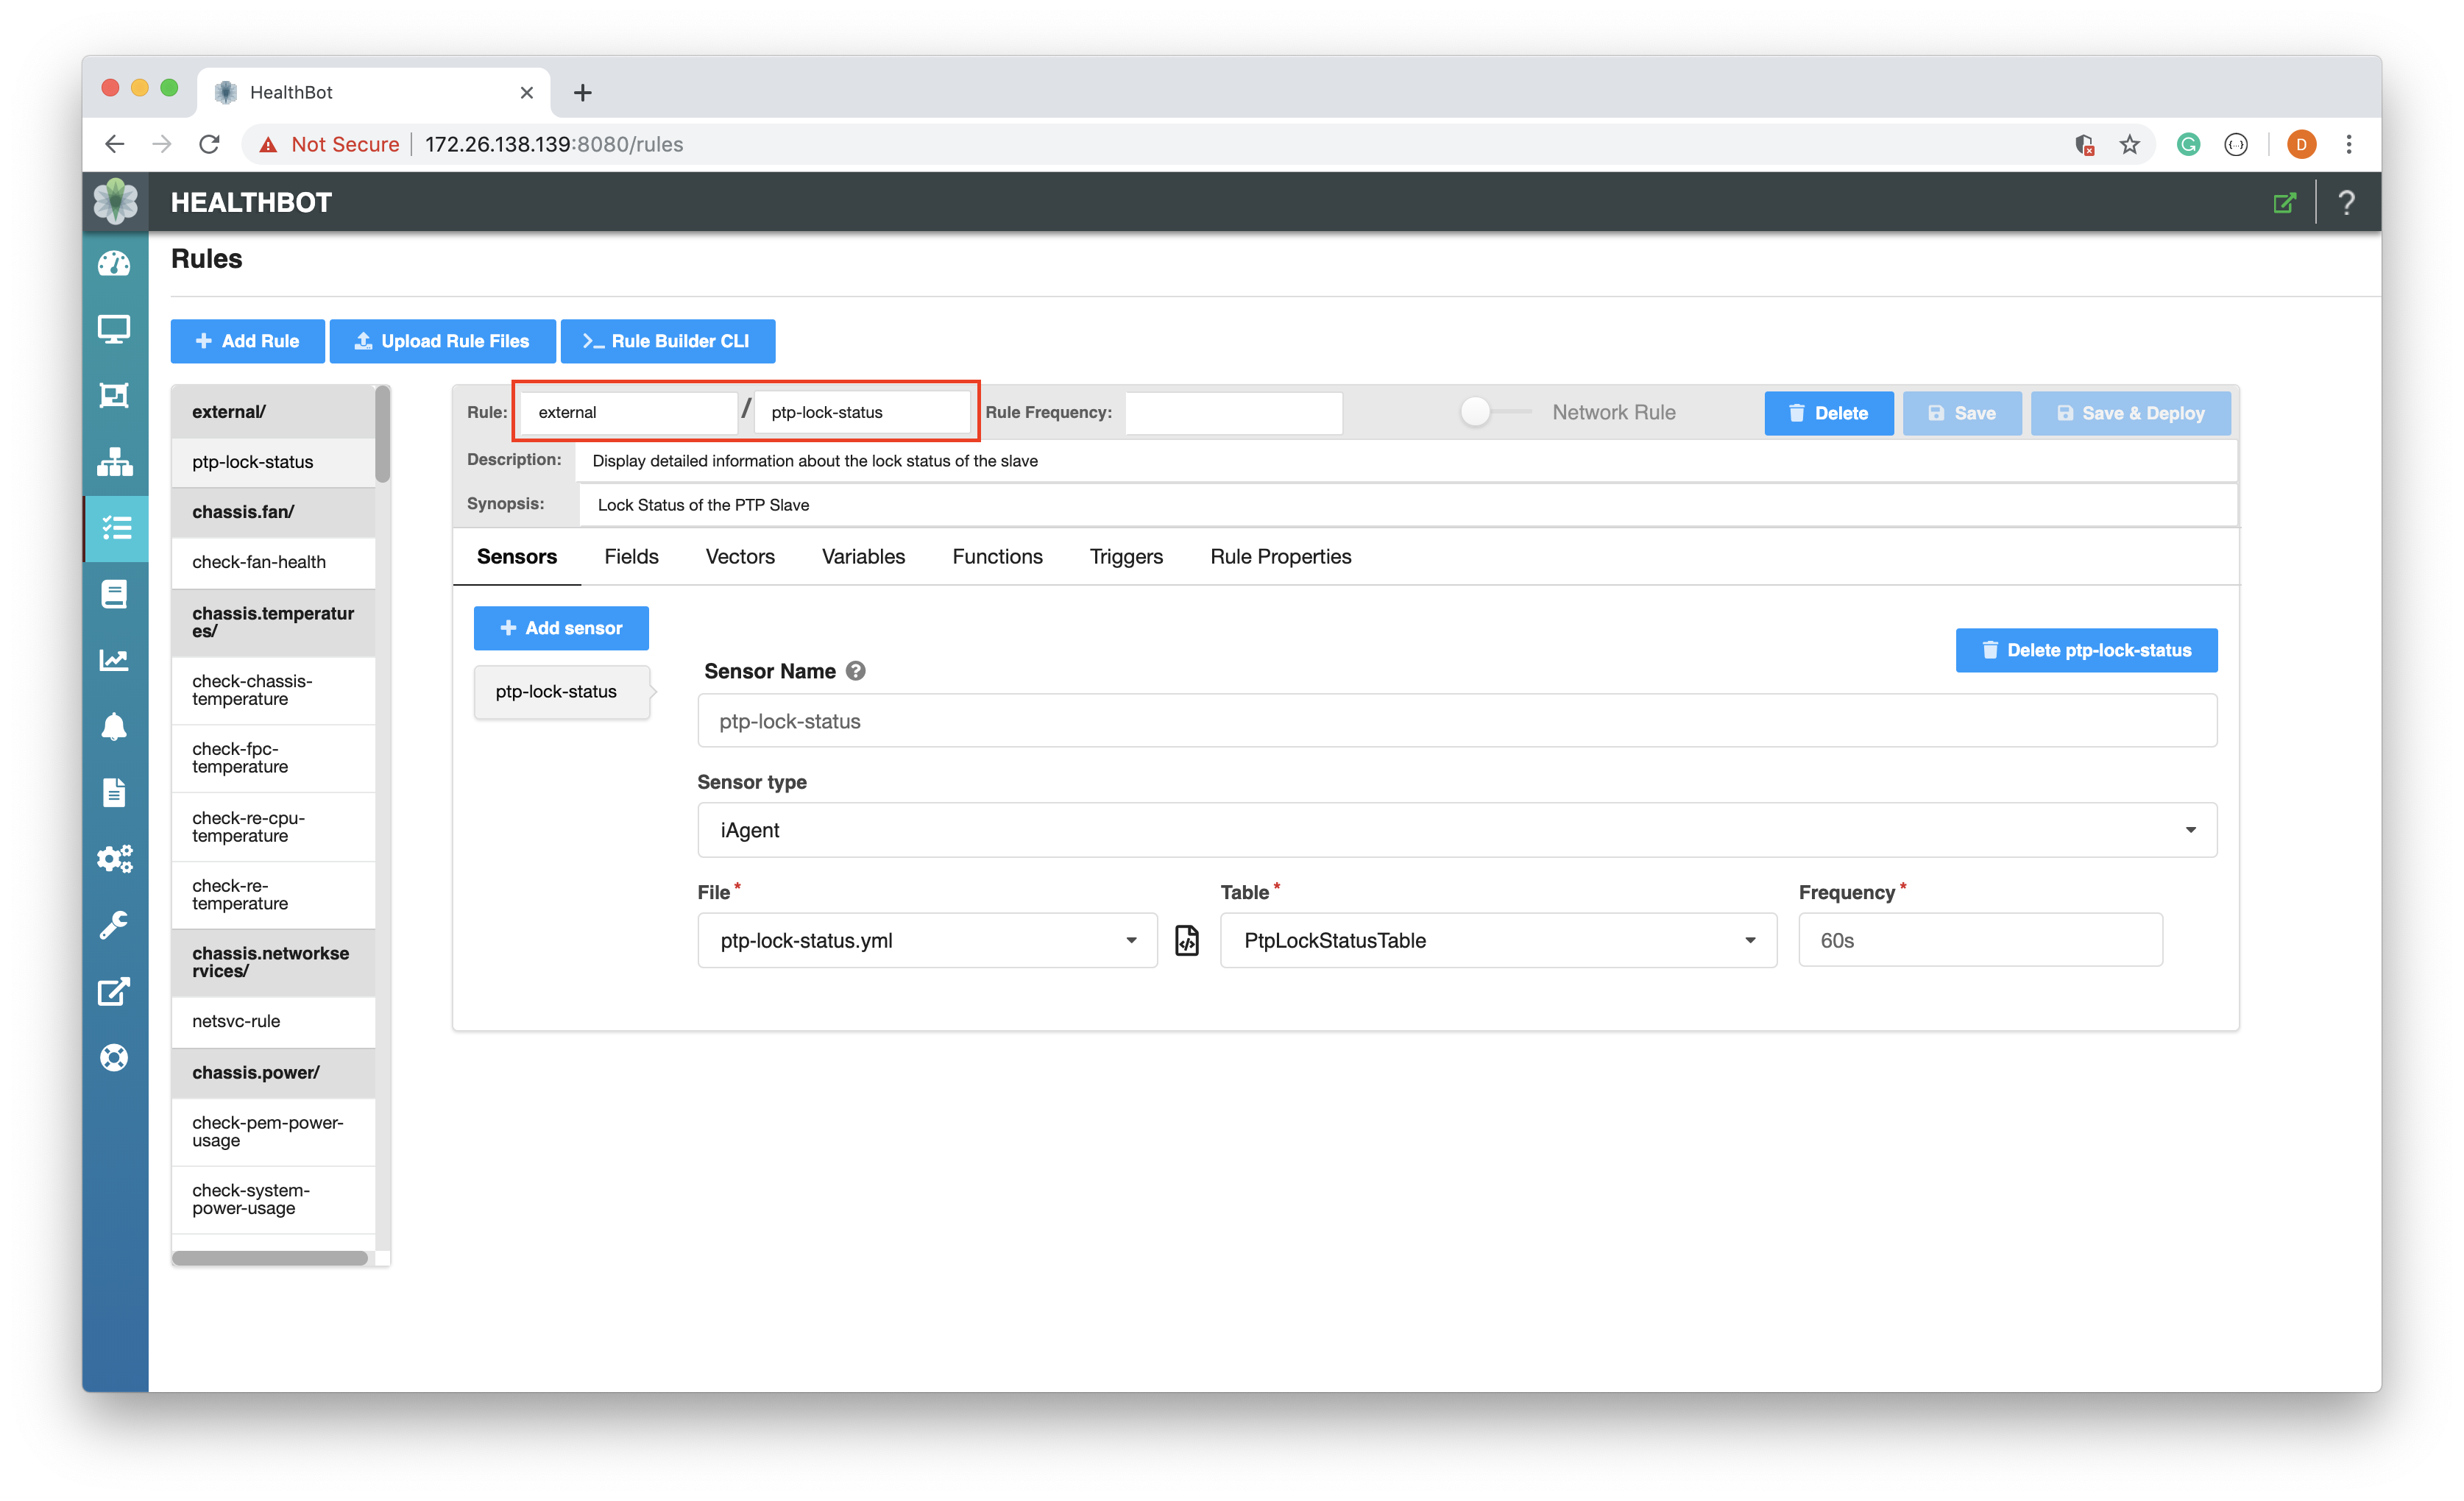 HealthBot
Not Secure | 172.26.138.139:8080/rules
D
HEALTHBOT
?
Rules
Add Rule
Upload Rule Files
Rule Builder CLI
external/
ptp-lock-status
chassis.fan/
check-fan-health
chassis.temperatur
es/
check-chassis-
temperature
check-fpc-
temperature
check-re-cpu-
temperature
check-re-
temperature
chassis.networkse
rvices/
netsvc-rule
chassis.power/
check-pem-power-
usage
check-system-
power-usage
Rule: external / ptp-lock-status Rule Frequency: Network Rule Delete Save Save & Deploy
Description: Display detailed information about the lock status of the slave
Synopsis: Lock Status of the PTP Slave
Sensors Fields Vectors Variables Functions Triggers Rule Properties
Add sensor
ptp-lock-status
Delete ptp-lock-status
Sensor Name ?
ptp-lock-status
Sensor type
iAgent
File * Table * Frequency *
ptp-lock-status.yml PtpLockStatusTable 60s